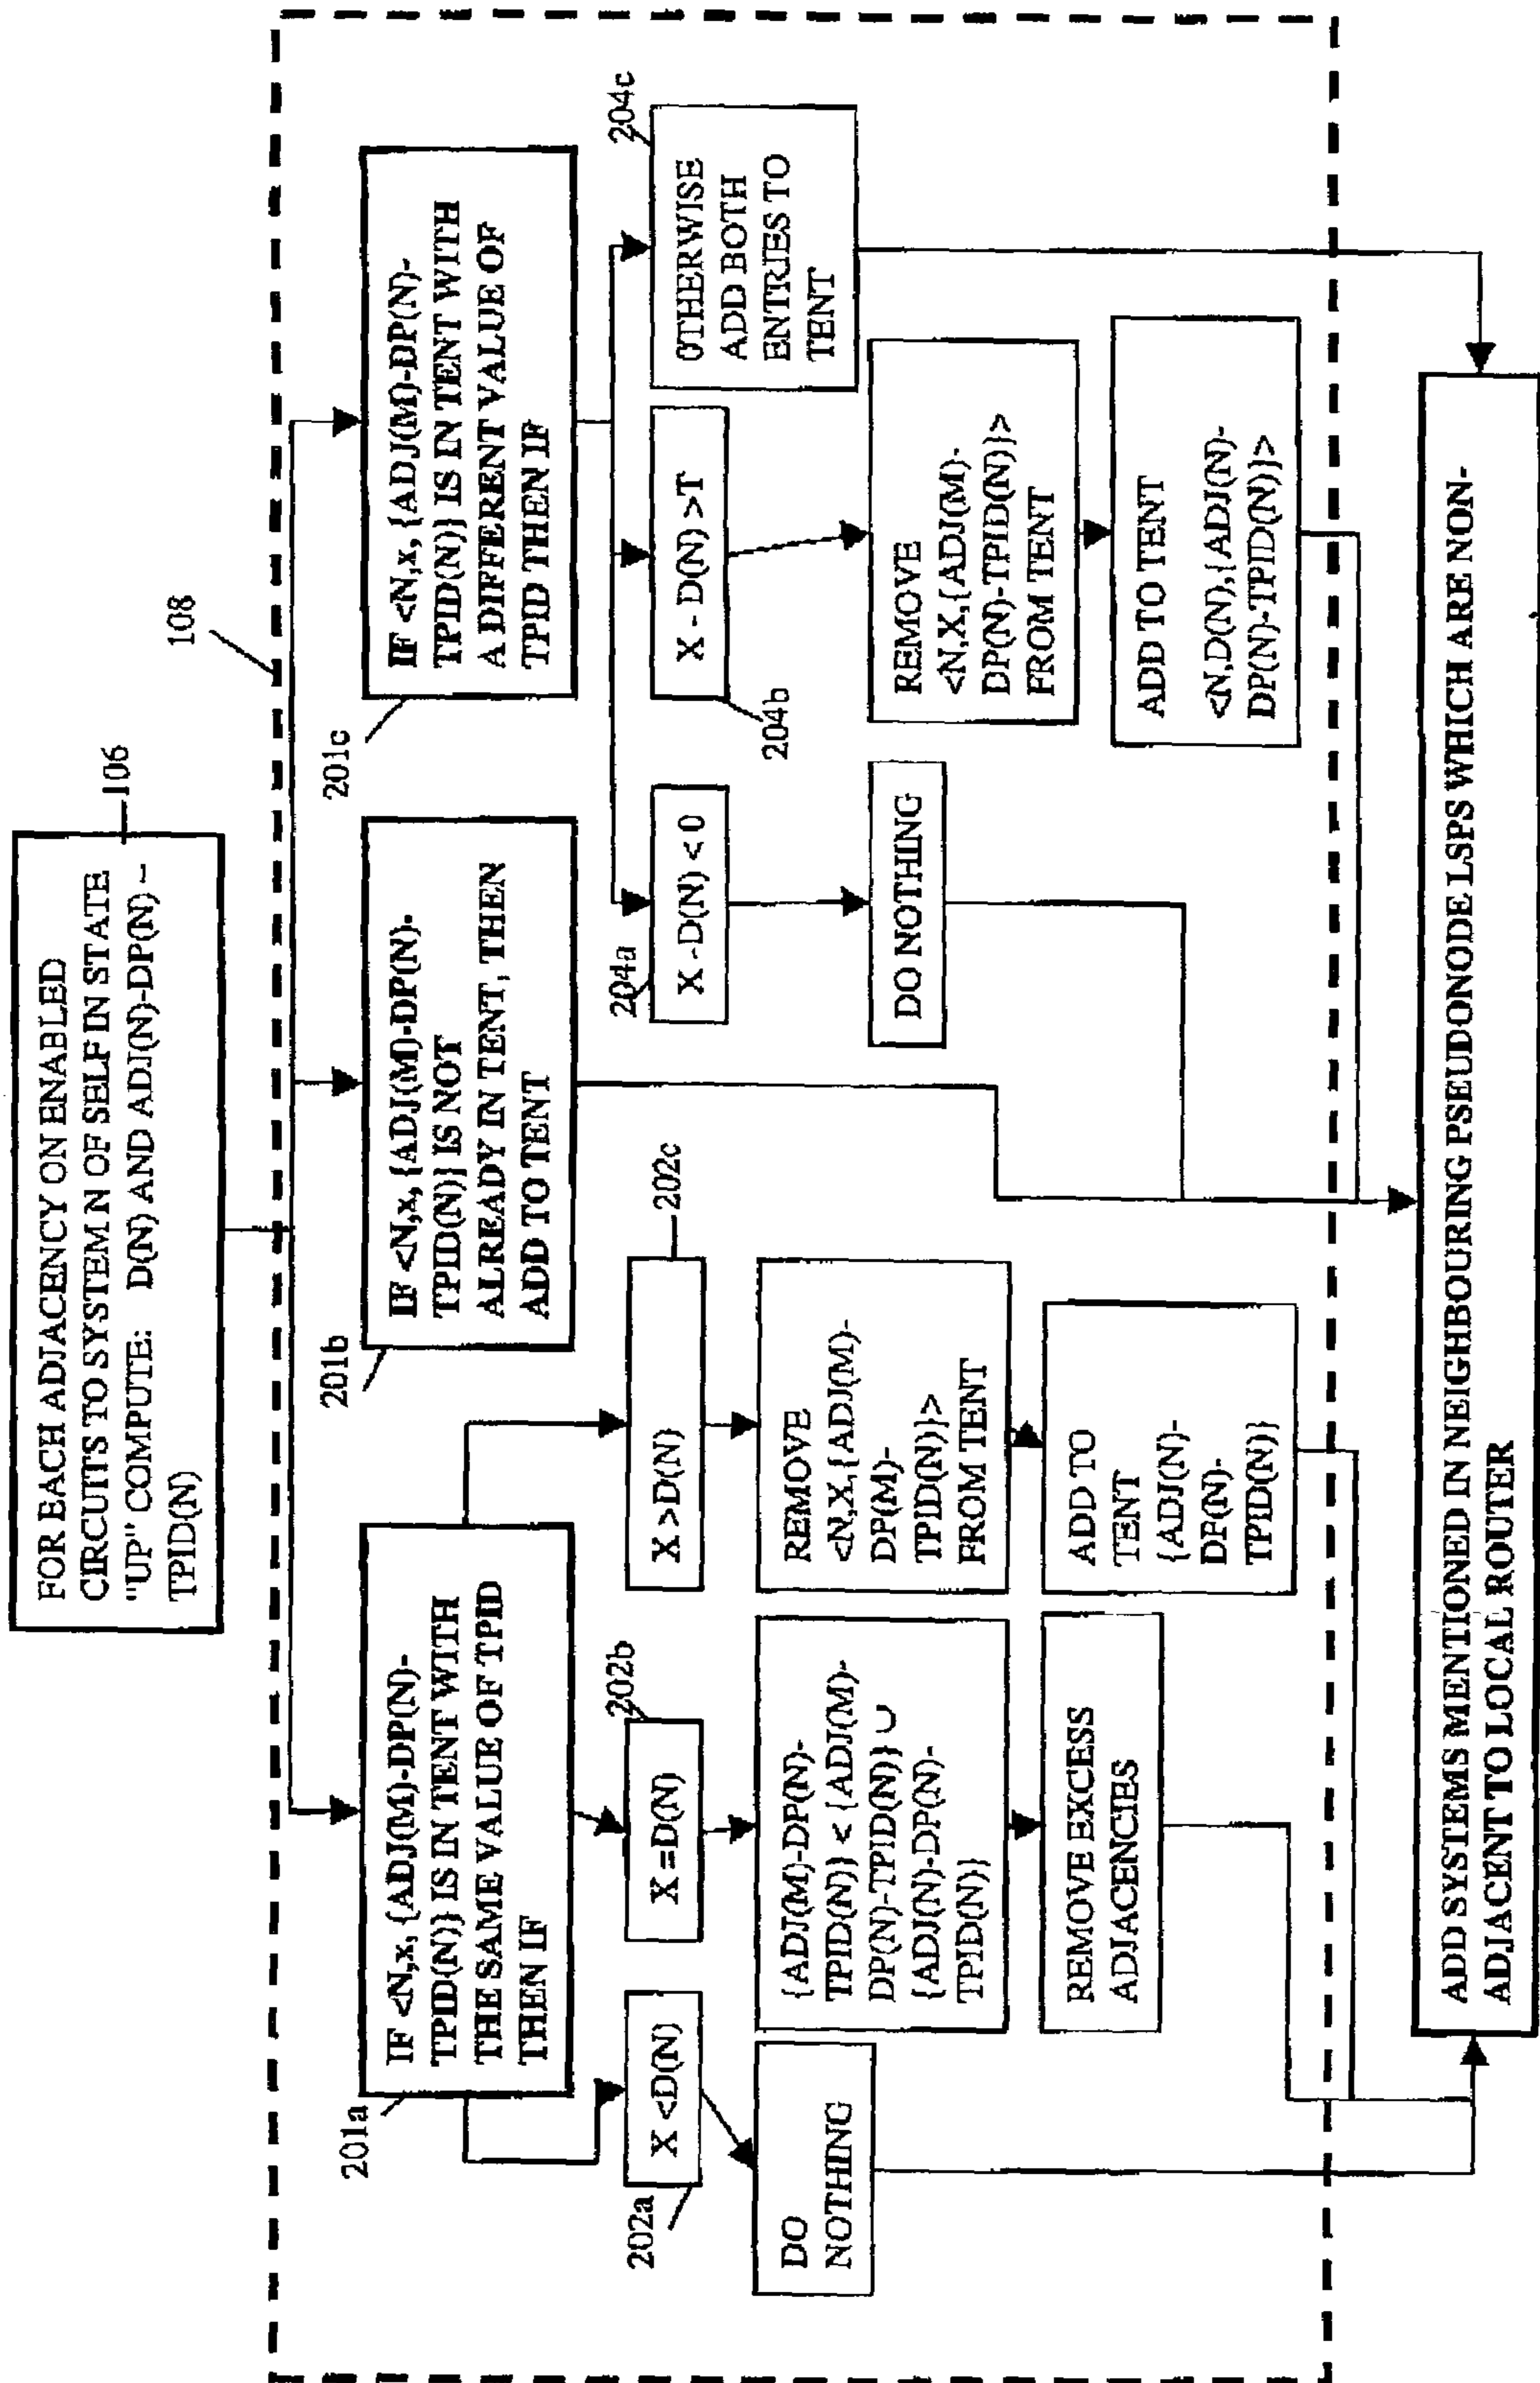 FOR EACH ADJACENCY ON ENABLED
CIRCUITS TO SYSTEM N OF SELF IN STATE
"UP" COMPUTE: D(N) AND ADJ(N)-DP(N) –
TPID(N)
106
108
201a
IF <N,x, {ADJ(M)-DP(N)-
TPID(N)} IS IN TENT WITH
THE SAME VALUE OF TPID
THEN IF
201b
IF <N,x, {ADJ(M)-DP(N)-
TPID(N)} IS NOT
ALREADY IN TENT, THEN
ADD TO TENT
201c
IF <N,x, {ADJ(M)-DP(N)-
TPID(N)} IS IN TENT WITH
A DIFFERENT VALUE OF
TPID THEN IF
202a
X <D(N)
202b
X =D(N)
202c
X >D(N)
204a
X -D(N) < 0
204b
X - D(N) >T
204c
OTHERWISE
ADD BOTH
ENTRIES TO
TENT
DO
NOTHING
{ADJ(M)-DP(N)-
TPID(N)} < {ADJ(M)-
DP(N)-TPID(N)} ∪
{ADJ(N)-DP(N)-
TPID(N)}
REMOVE
<N,X,{ADJ(M)-
DP(M)-
TPID(N)}>
FROM TENT
DO NOTHING
REMOVE
<N,X,{ADJ(M)-
DP(N)-TPID(N)}>
FROM TENT
REMOVE EXCESS
ADJACENCIES
ADD TO
TENT
{ADJ(N)-
DP(N)-
TPID(N)}
ADD TO TENT
<N,D(N),{ADJ(N)-
DP(N)-TPID(N)}>
ADD SYSTEMS MENTIONED IN NEIGHBOURING PSEUDONODE LSPS WHICH ARE NON-
ADJACENT TO LOCAL ROUTER